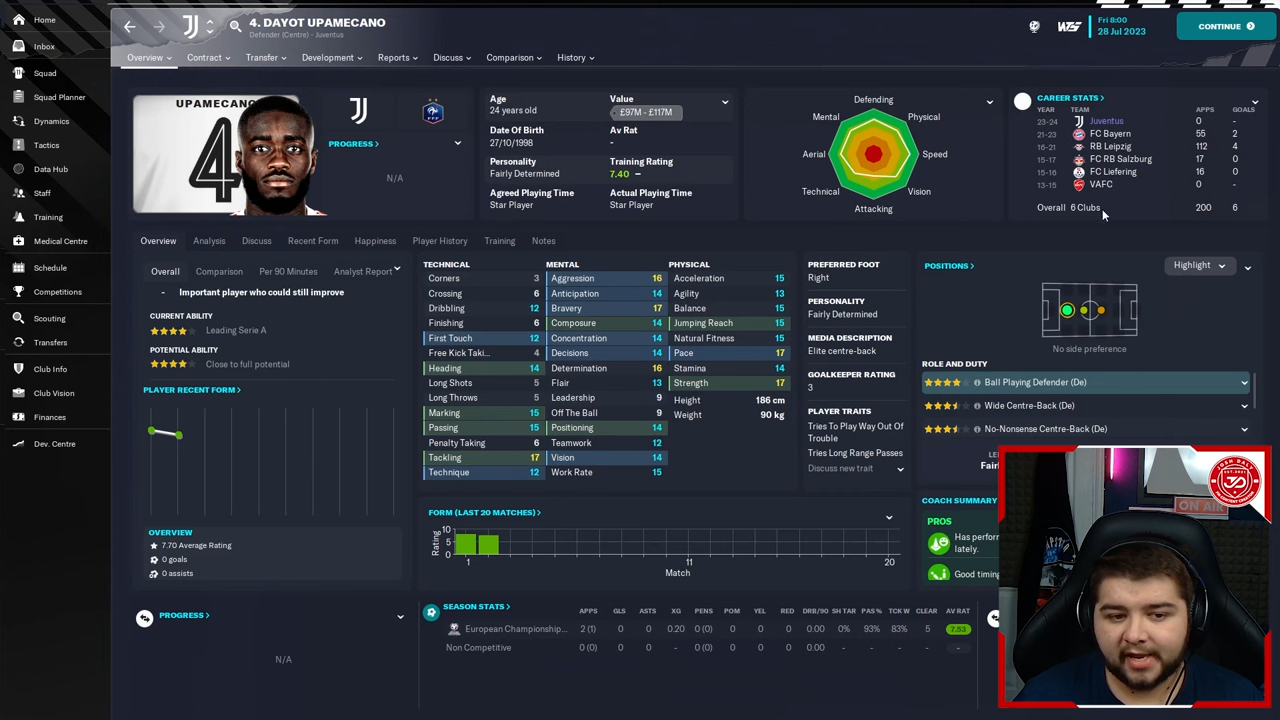 Home
Inbox
Squad
Squad Planner
Dynamics
Tactics
Data Hub
Staff
Training
Medical Centre
Schedule
Competitions
Scouting
Transfers
Club Info
Club Vision
Finances
Dev. Centre
4. DAYOT UPAMECANO
Defender (Centre) - Juventus
Fri 8:00
28 Jul 2023
CONTINUE
Overview Contract Transfer Development Reports Discuss Comparison History
UPAMECANO
4
PROGRESS >
N/A
Age
24 years old
Value
£97M - £117M
Date Of Birth
27/10/1998
Av Rat
-
Personality
Fairly Determined
Training Rating
7.40 -
Agreed Playing Time
Star Player
Actual Playing Time
Star Player
Defending
Physical
Speed
Vision
Attacking
Technical
Aerial
Mental
CAREER STATS >
YEAR TEAM APPS GOALS
23-24 Juventus 0 -
21-23 FC Bayern 55 2
16-21 RB Leipzig 112 4
15-17 FC RB Salzburg 17 0
15-16 FC Liefering 16 0
13-15 VAFC 0 -
Overall 6 Clubs 200 6
Overview Analysis Discuss Recent Form Happiness Player History Training Notes
Overall Comparison Per 90 Minutes Analyst Report
- Important player who could still improve
CURRENT ABILITY
Leading Serie A
POTENTIAL ABILITY
Close to full potential
PLAYER RECENT FORM >
OVERVIEW
7.70 Average Rating
0 goals
0 assists
TECHNICAL
Corners 3
Crossing 6
Dribbling 12
Finishing 6
First Touch 12
Free Kick Taki... 4
Heading 14
Long Shots 5
Long Throws 5
Marking 15
Passing 15
Penalty Taking 6
Tackling 17
Technique 12
MENTAL
Aggression 16
Anticipation 14
Bravery 17
Composure 14
Concentration 14
Decisions 14
Determination 16
Flair 13
Leadership 9
Off The Ball 9
Positioning 14
Teamwork 12
Vision 14
Work Rate 15
PHYSICAL
Acceleration 15
Agility 13
Balance 15
Jumping Reach 15
Natural Fitness 15
Pace 17
Stamina 14
Strength 17
Height 186 cm
Weight 90 kg
PREFERRED FOOT
Right
PERSONALITY
Fairly Determined
MEDIA DESCRIPTION
Elite centre-back
GOALKEEPER RATING
3
PLAYER TRAITS
Tries To Play Way Out Of
Trouble
Tries Long Range Passes
Discuss new trait
POSITIONS >
Highlight
No side preference
ROLE AND DUTY
Ball Playing Defender (De)
Wide Centre-Back (De)
No-Nonsense Centre-Back (De)
COACH SUMMARY
PROS
Has perform
lately.
Good timing
FORM (LAST 20 MATCHES) >
Rating
10
5
0
1 11 20
Match
PROGRESS >
N/A
SEASON STATS > APPS GLS ASTS XG PENS POM YEL RED DRB/90 SH TAR PAS% TCK W CLEAR AV RAT
European Championship... 2 (1) 0 0 0.20 0 (0) 0 0 0 0.00 0% 93% 83% 5 7.53
Non Competitive 0 (0) 0 0 - 0 (0) 0 0 0 0.00 - - - - -
JOSH DALY
JD
ON AIR